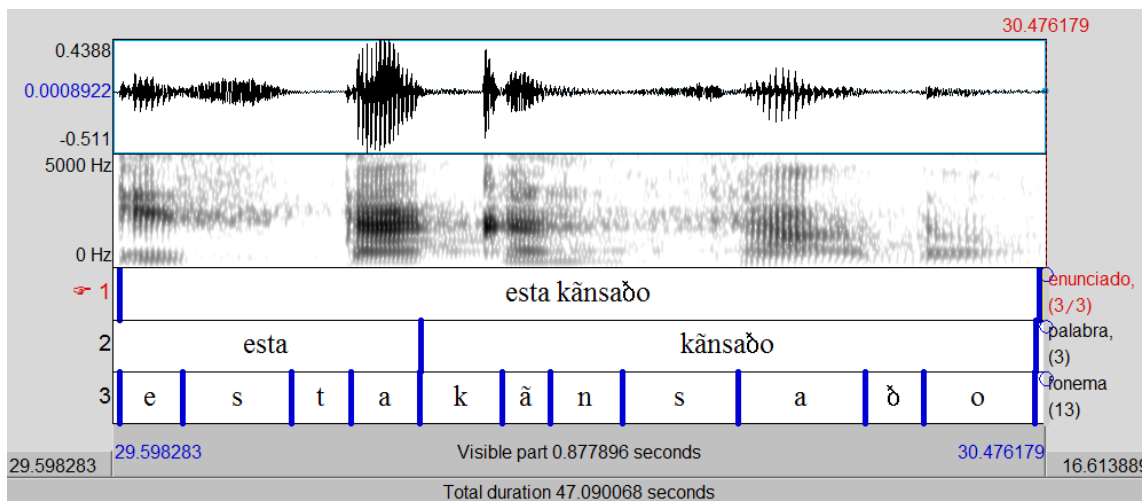 30.476179
0.4388
0.0008922
-0.511
5000 Hz
0 Hz
☞ 1 esta kãnsaðo enunciado, (3/3)
2 esta kãnsaðo palabra, (3)
3 e s t a k ã n s a ð o fonema (13)
29.598283 Visible part 0.877896 seconds 30.476179
29.598283 16.613889
Total duration 47.090068 seconds